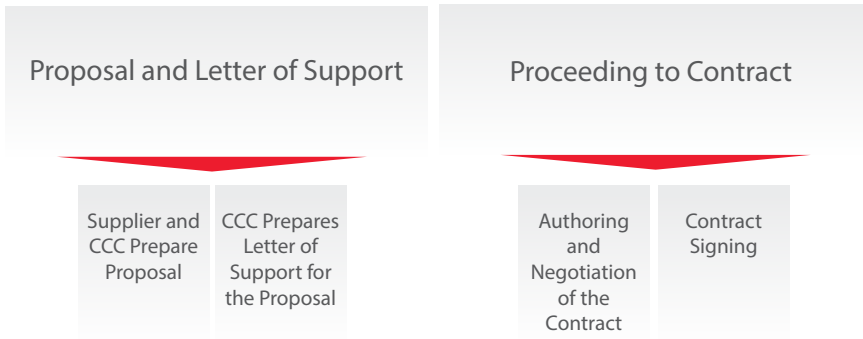 Proposal and Letter of Support
Supplier and
CCC Prepare
Proposal
CCC Prepares
Letter of
Support for
the Proposal
Proceeding to Contract
Authoring
and
Negotiation
of the
Contract
Contract
Signing